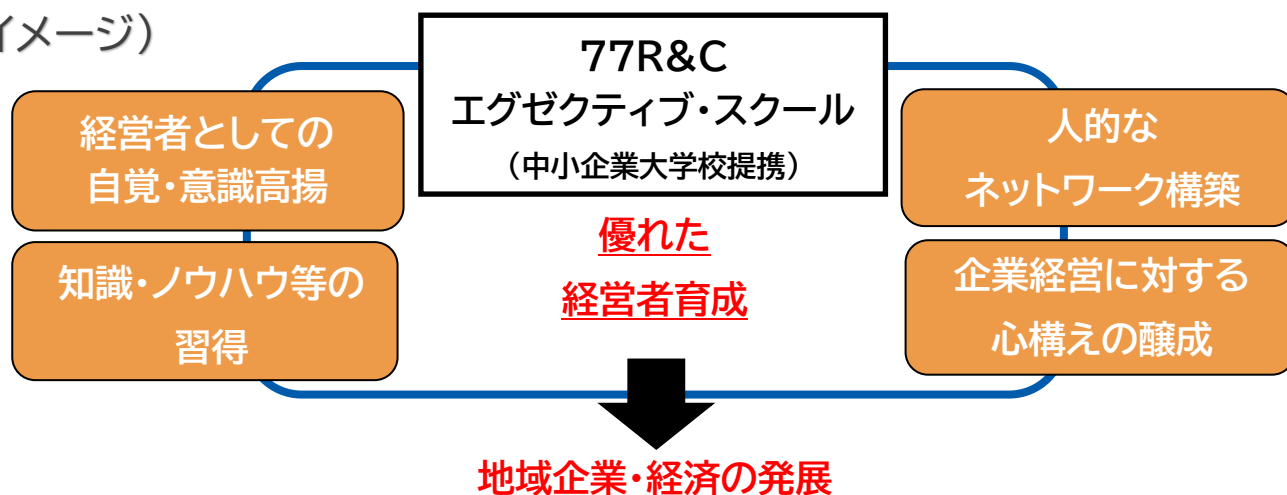 イメージ)
77R&C
エグゼクティブ・スクール
(中小企業大学校提携)
経営者としての
自覚・意識高揚
知識・ノウハウ等の
習得
優れた
経営者育成
人的な
ネットワーク構築
企業経営に対する
心構えの醸成
地域企業・経済の発展